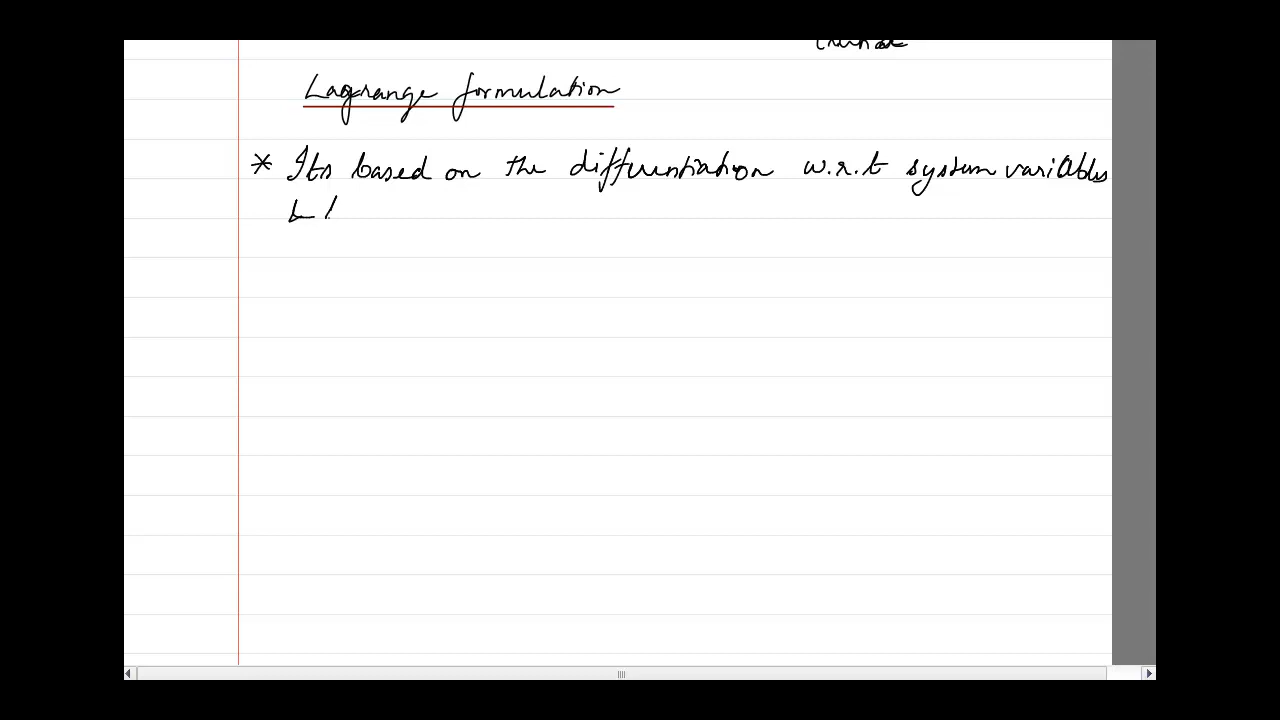 Lagrange formulation
* Its based on the differentiation w.r.t system variables